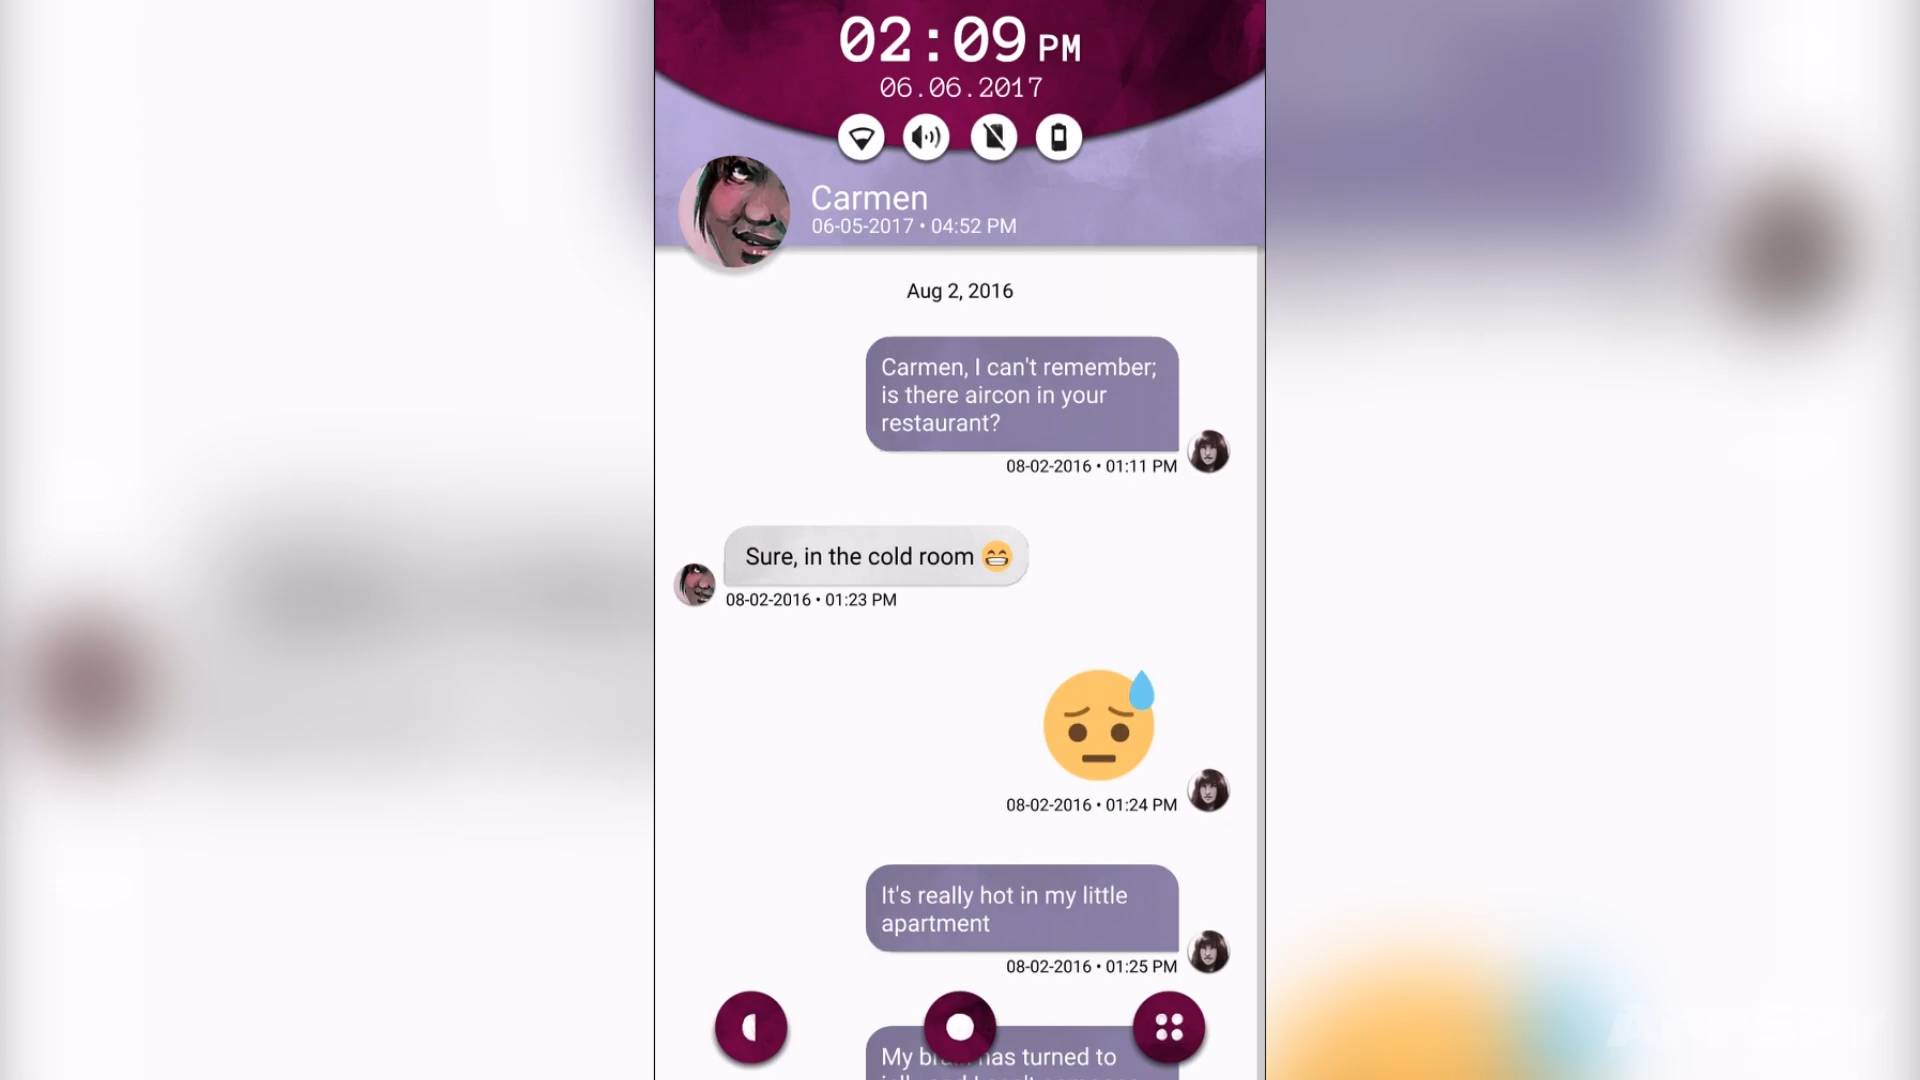 02:09 PM
06.06.2017
Carmen
06-05-2017 • 04:52 PM
Aug 2, 2016
Carmen, I can't remember;
is there aircon in your
restaurant?
08-02-2016 • 01:11 PM
Sure, in the cold room 😁
08-02-2016 • 01:23 PM
08-02-2016 • 01:24 PM
It's really hot in my little
apartment
08-02-2016 • 01:25 PM
My has turned to